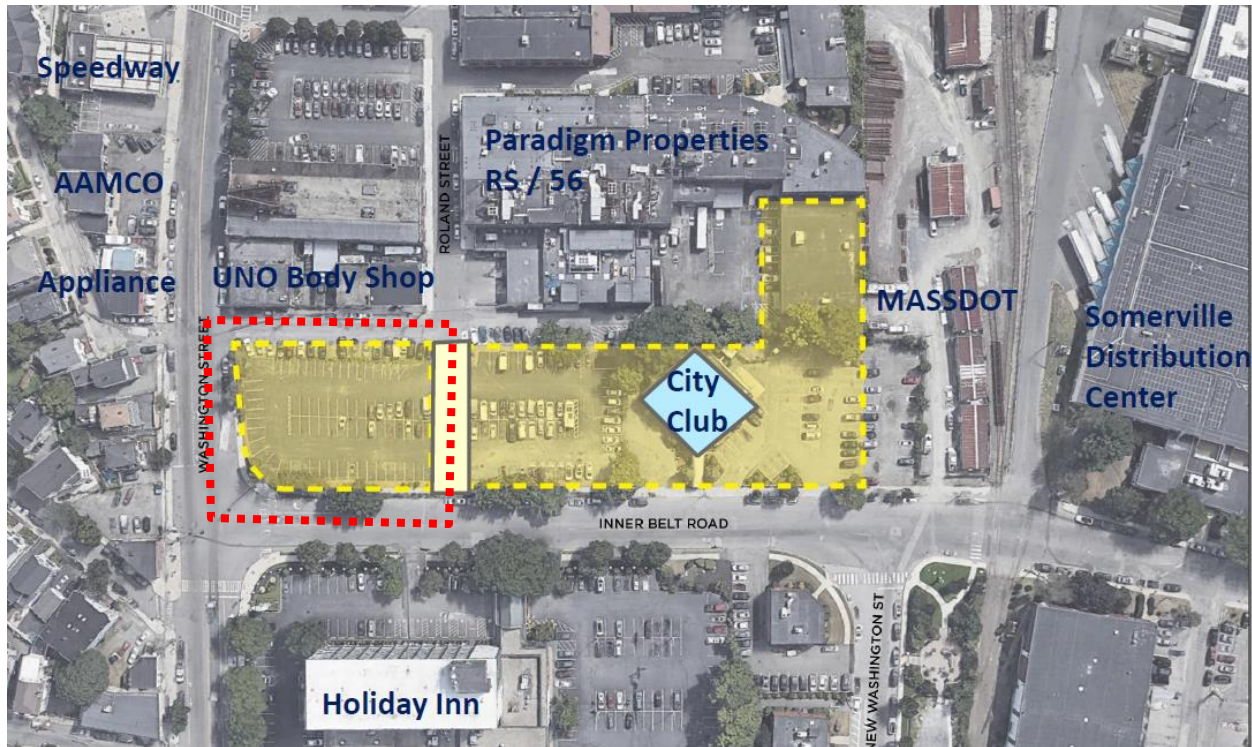 Speedway
AAMCO
Appliance
UNO Body Shop
ROLAND STREET
Paradigm Properties
RS / 56
MASSDOT
Somerville
Distribution
Center
WASHINGTON STREET
City
Club
INNER BELT ROAD
NEW WASHINGTON ST
Holiday Inn